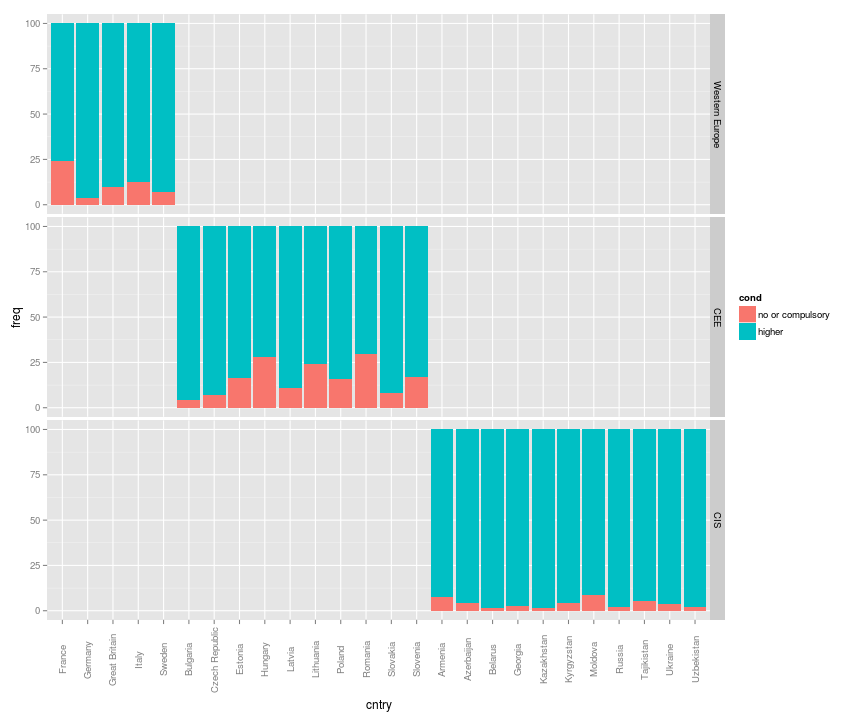 100
75
50
25
0
Western Europe
100
75
50
25
0
CEE
100
75
50
25
0
CIS
freq
France
Germany
Great Britain
Italy
Sweden
Bulgaria
Czech Republic
Estonia
Hungary
Latvia
Lithuania
Poland
Romania
Slovakia
Slovenia
Armenia
Azerbaijan
Belarus
Georgia
Kazakhstan
Kyrgyzstan
Moldova
Russia
Tajikistan
Ukraine
Uzbekistan
cntry
cond
no or compulsory
higher